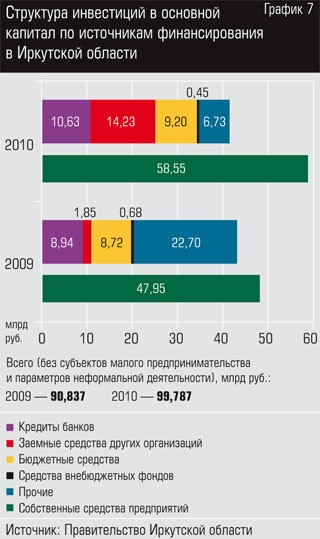 График 7
Структура инвестиций в основной
капитал по источникам финансирования
в Иркутской области
0,45
2010
10,63 14,23 9,20 6,73
58,55
1,85 0,68
2009
8,94 8,72 22,70
47,95
млрд
руб.
0 10 20 30 40 50 60
Всего (без субъектов малого предпринимательства
и параметров неформальной деятельности), млрд руб.:
2009 — 90,837 2010 — 99,787
Кредиты банков
Заемные средства других организаций
Бюджетные средства
Средства внебюджетных фондов
Прочие
Собственные средства предприятий
Источник: Правительство Иркутской области